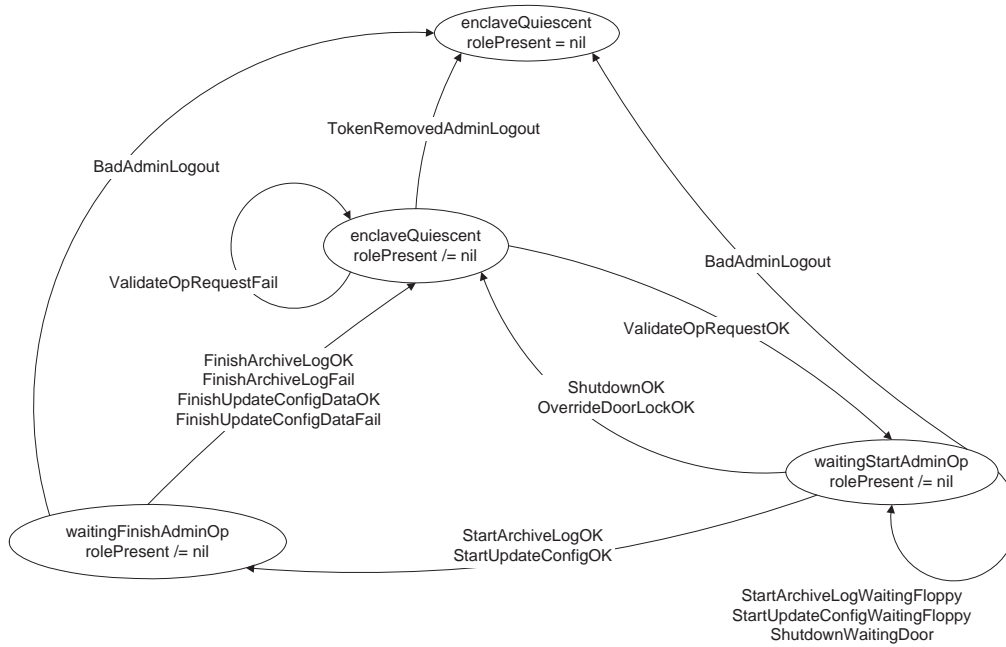 enclaveQuiescent
rolePresent = nil
TokenRemovedAdminLogout
BadAdminLogout
enclaveQuiescent
rolePresent /= nil
BadAdminLogout
ValidateOpRequestFail
ValidateOpRequestOK
FinishArchiveLogOK
FinishArchiveLogFail
FinishUpdateConfigDataOK
FinishUpdateConfigDataFail
ShutdownOK
OverrideDoorLockOK
waitingStartAdminOp
rolePresent /= nil
waitingFinishAdminOp
rolePresent /= nil
StartArchiveLogOK
StartUpdateConfigOK
StartArchiveLogWaitingFloppy
StartUpdateConfigWaitingFloppy
ShutdownWaitingDoor